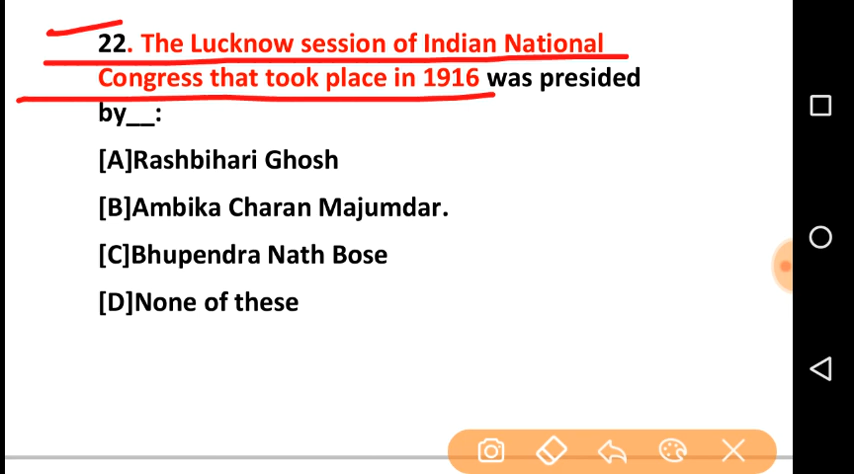 22. The Lucknow session of Indian National
Congress that took place in 1916 was presided
by__:
[A]Rashbihari Ghosh
[B]Ambika Charan Majumdar.
[C]Bhupendra Nath Bose
[D]None of these